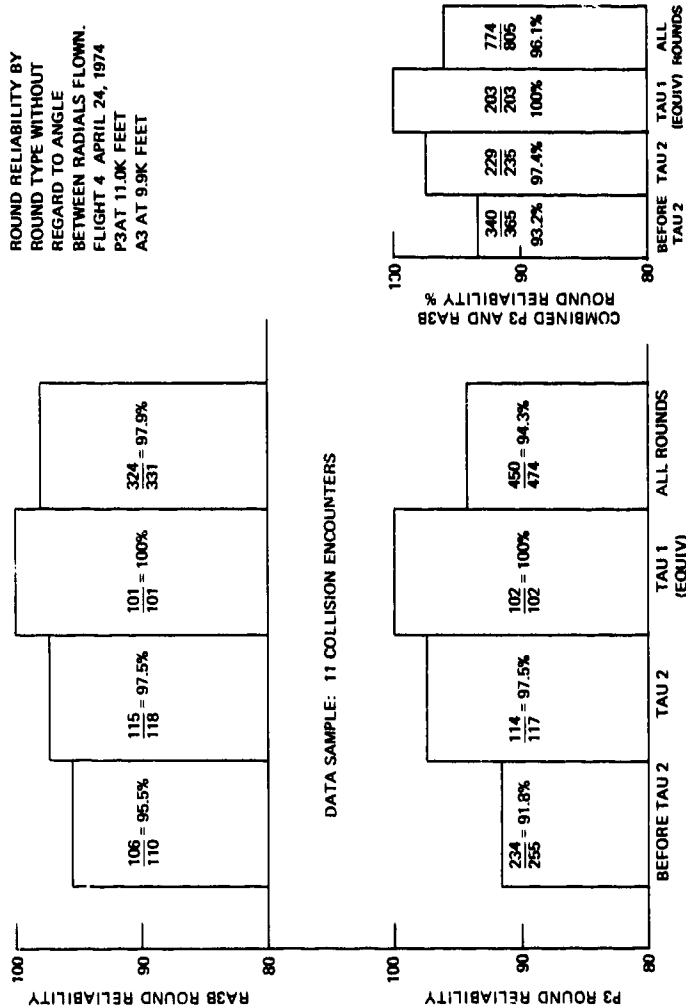 ROUND RELIABILITY BY
ROUND TYPE WITHOUT
REGARD TO ANGLE
BETWEEN RADIALS FLOWN.
FLIGHT 4 APRIL 24, 1974
P3 AT 11.0K FEET
A3 AT 9.9K FEET
RA3B ROUND RELIABILITY
100
90
80
106
110
= 95.5%
115
118
= 97.5%
101
101
= 100%
324
331
= 97.9%
DATA SAMPLE: 11 COLLISION ENCOUNTERS
P3 ROUND RELIABILITY
100
90
80
234
255
= 91.8%
114
117
= 97.5%
102
102
= 100%
450
474
= 94.3%
BEFORE TAU 2
TAU 2
TAU 1
(EQUIV)
ALL ROUNDS
COMBINED P3 AND RA3B
ROUND RELIABILITY %
100
90
80
340
365
93.2%
229
235
97.4%
203
203
100%
774
805
96.1%
BEFORE
TAU 2
TAU 2
TAU 1
(EQUIV)
ALL
ROUNDS